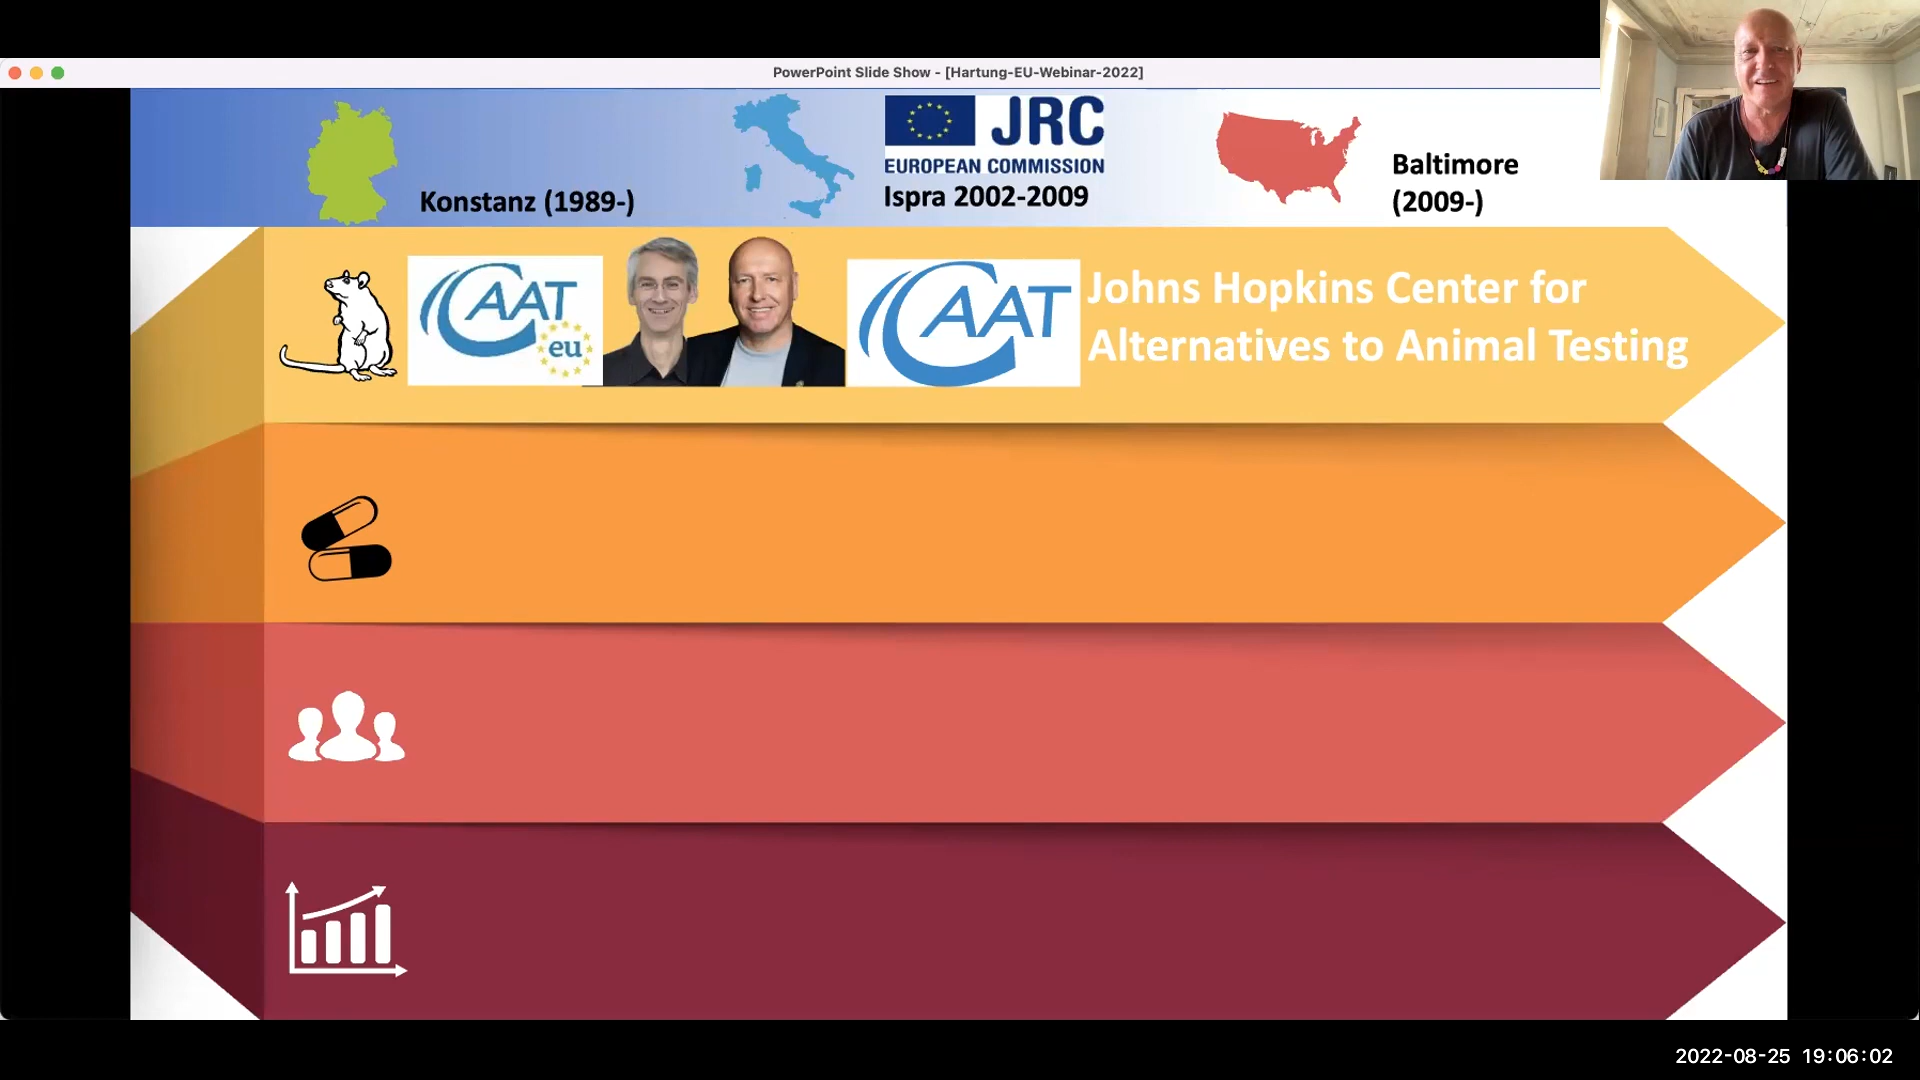 PowerPoint Slide Show - [Hartung-EU-Webinar-2022]
JRC
EUROPEAN COMMISSION
Konstanz (1989-)
Ispra 2002-2009
Baltimore
(2009-)
CAAT
eu
CAAT
Johns Hopkins Center for
Alternatives to Animal Testing
2022-08-25 19:06:02